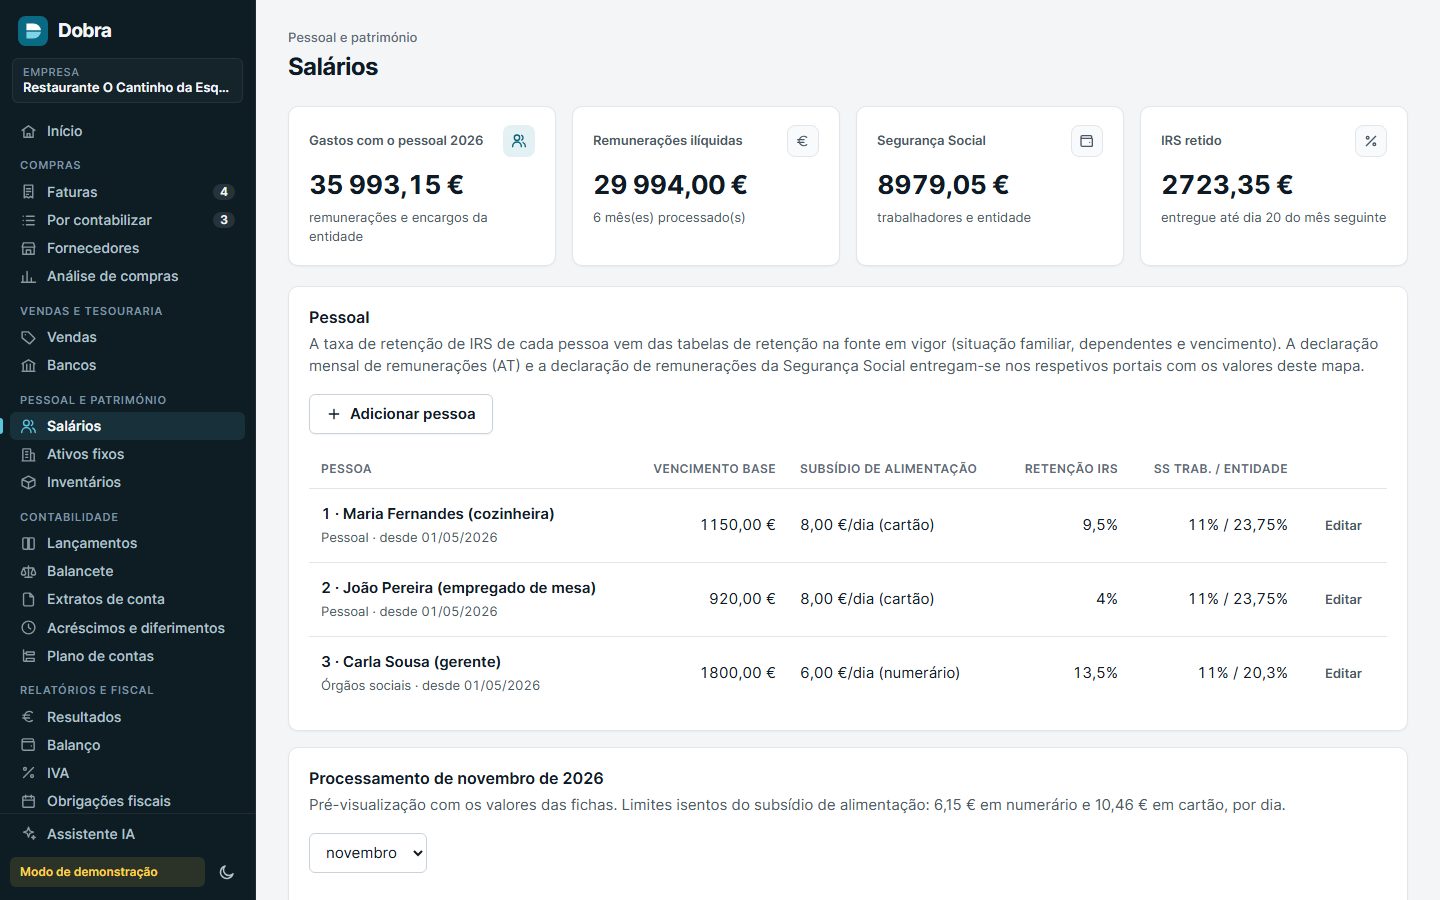 Dobra
EMPRESA
Restaurante O Cantinho da Esq...
Início
COMPRAS
Faturas 4
Por contabilizar 3
Fornecedores
Análise de compras
VENDAS E TESOURARIA
Vendas
Bancos
PESSOAL E PATRIMÓNIO
Salários
Ativos fixos
Inventários
CONTABILIDADE
Lançamentos
Balancete
Extratos de conta
Acréscimos e diferimentos
Plano de contas
RELATÓRIOS E FISCAL
Resultados
Balanço
IVA
Obrigações fiscais
Assistente IA
Modo de demonstração
Pessoal e património
Salários
Gastos com o pessoal 2026
35 993,15 €
remunerações e encargos da
entidade
Remunerações ilíquidas
29 994,00 €
6 mês(es) processado(s)
Segurança Social
8979,05 €
trabalhadores e entidade
IRS retido
2723,35 €
entregue até dia 20 do mês seguinte
Pessoal
A taxa de retenção de IRS de cada pessoa vem das tabelas de retenção na fonte em vigor (situação familiar, dependentes e vencimento). A declaração
mensal de remunerações (AT) e a declaração de remunerações da Segurança Social entregam-se nos respetivos portais com os valores deste mapa.
+ Adicionar pessoa
PESSOA VENCIMENTO BASE SUBSÍDIO DE ALIMENTAÇÃO RETENÇÃO IRS SS TRAB. / ENTIDADE
1 · Maria Fernandes (cozinheira)
Pessoal · desde 01/05/2026
1150,00 € 8,00 €/dia (cartão) 9,5% 11% / 23,75% Editar
2 · João Pereira (empregado de mesa)
Pessoal · desde 01/05/2026
920,00 € 8,00 €/dia (cartão) 4% 11% / 23,75% Editar
3 · Carla Sousa (gerente)
Órgãos sociais · desde 01/05/2026
1800,00 € 6,00 €/dia (numerário) 13,5% 11% / 20,3% Editar
Processamento de novembro de 2026
Pré-visualização com os valores das fichas. Limites isentos do subsídio de alimentação: 6,15 € em numerário e 10,46 € em cartão, por dia.
novembro